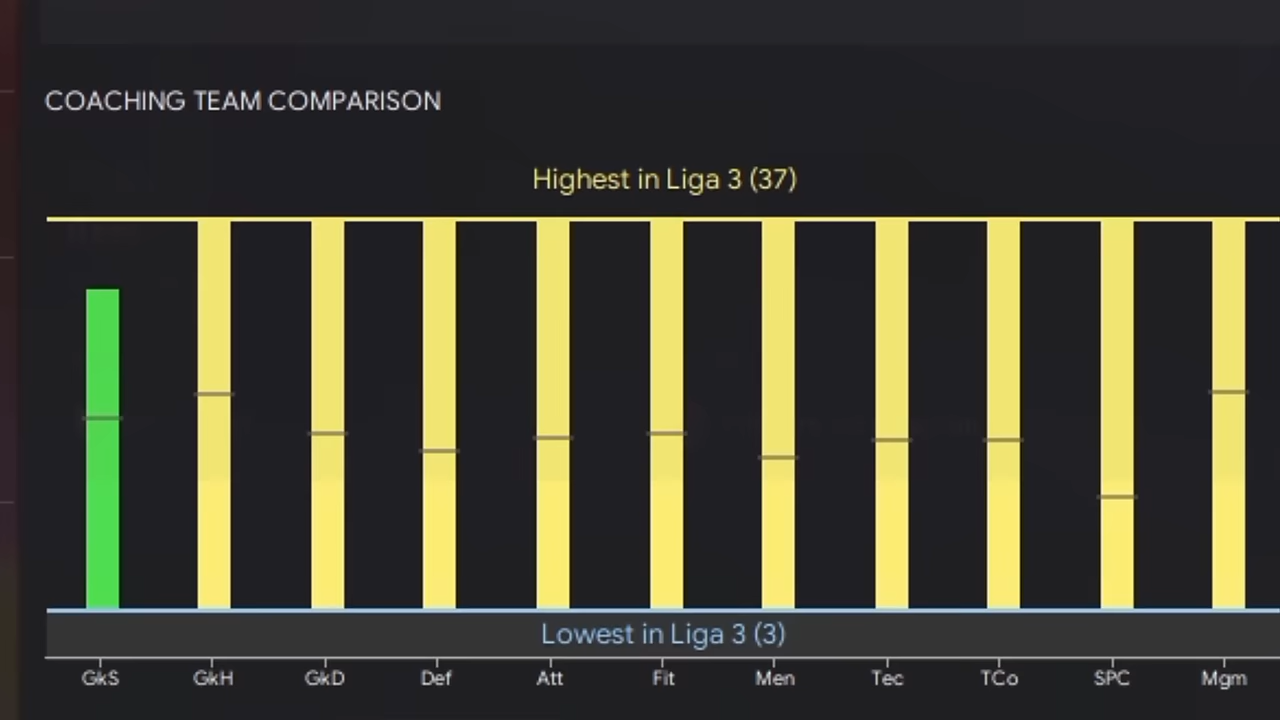 COACHING TEAM COMPARISON
Highest in Liga 3 (37)
Lowest in Liga 3 (3)
GkS GkH GkD Def Att Fit Men Tec TCo SPC Mgm